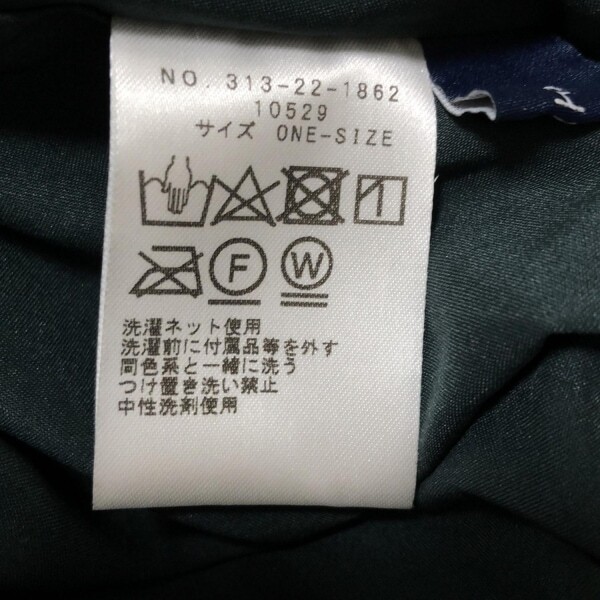 NO. 313-22-1862
10529
サイズ ONE-SIZE
F
W
洗濯ネット使用
洗濯前に付属品等を外す
同色系と一緒に洗う
つけ置き洗い禁止
中性洗剤使用